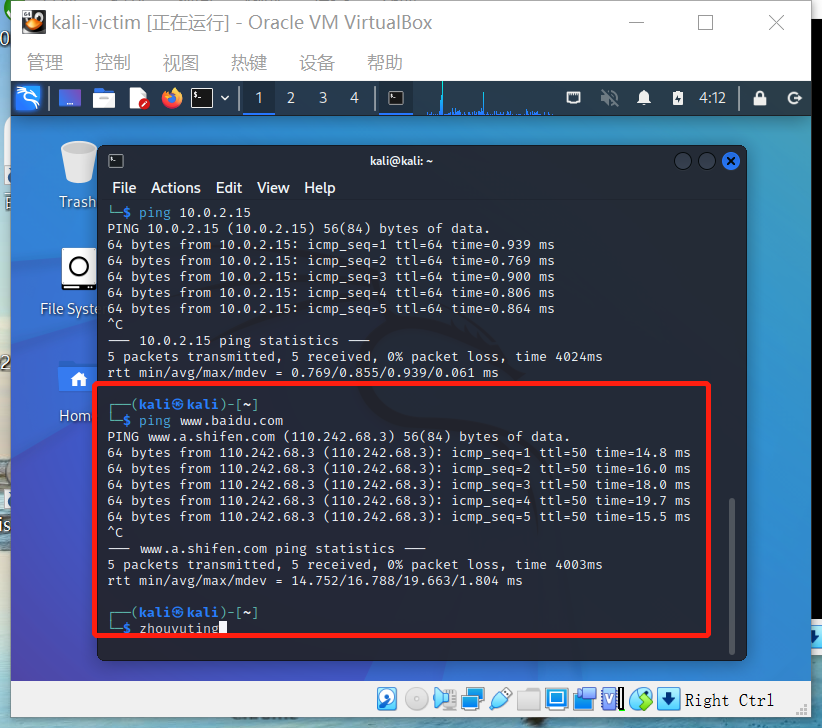 kali-victim [正在运行] - Oracle VM VirtualBox
管理 控制 视图 热键 设备 帮助
1 2 3 4 4:12
kali@kali: ~
File Actions Edit View Help
Trash
File Syste
Hom
└─$ ping 10.0.2.15
PING 10.0.2.15 (10.0.2.15) 56(84) bytes of data.
64 bytes from 10.0.2.15: icmp_seq=1 ttl=64 time=0.939 ms
64 bytes from 10.0.2.15: icmp_seq=2 ttl=64 time=0.769 ms
64 bytes from 10.0.2.15: icmp_seq=3 ttl=64 time=0.900 ms
64 bytes from 10.0.2.15: icmp_seq=4 ttl=64 time=0.806 ms
64 bytes from 10.0.2.15: icmp_seq=5 ttl=64 time=0.864 ms
^C
--- 10.0.2.15 ping statistics ---
5 packets transmitted, 5 received, 0% packet loss, time 4024ms
rtt min/avg/max/mdev = 0.769/0.855/0.939/0.061 ms
┌──(kali㉿kali)-[~]
└─$ ping www.baidu.com
PING www.a.shifen.com (110.242.68.3) 56(84) bytes of data.
64 bytes from 110.242.68.3 (110.242.68.3): icmp_seq=1 ttl=50 time=14.8 ms
64 bytes from 110.242.68.3 (110.242.68.3): icmp_seq=2 ttl=50 time=16.0 ms
64 bytes from 110.242.68.3 (110.242.68.3): icmp_seq=3 ttl=50 time=18.0 ms
64 bytes from 110.242.68.3 (110.242.68.3): icmp_seq=4 ttl=50 time=19.7 ms
64 bytes from 110.242.68.3 (110.242.68.3): icmp_seq=5 ttl=50 time=15.5 ms
^C
--- www.a.shifen.com ping statistics ---
5 packets transmitted, 5 received, 0% packet loss, time 4003ms
rtt min/avg/max/mdev = 14.752/16.788/19.663/1.804 ms
┌──(kali㉿kali)-[~]
└─$ zhouyuting
Right Ctrl